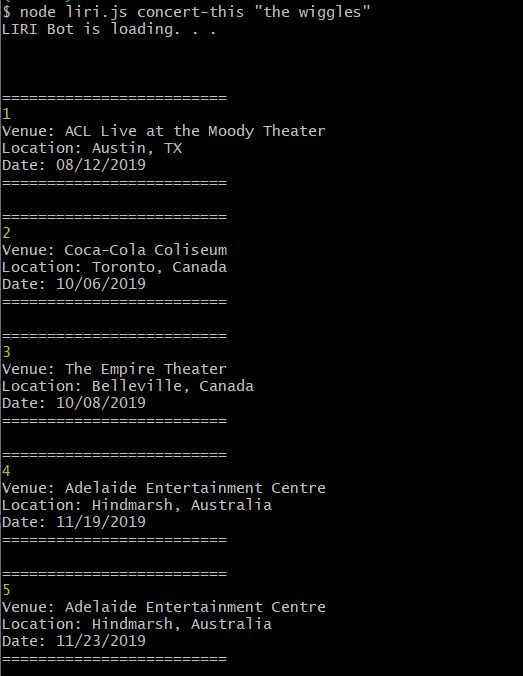 $ node liri.js concert-this "the wiggles"
LIRI Bot is loading. . .
=========================
1
Venue: ACL Live at the Moody Theater
Location: Austin, TX
Date: 08/12/2019
=========================
=========================
2
Venue: Coca-Cola Coliseum
Location: Toronto, Canada
Date: 10/06/2019
=========================
=========================
3
Venue: The Empire Theater
Location: Belleville, Canada
Date: 10/08/2019
=========================
=========================
4
Venue: Adelaide Entertainment Centre
Location: Hindmarsh, Australia
Date: 11/19/2019
=========================
=========================
5
Venue: Adelaide Entertainment Centre
Location: Hindmarsh, Australia
Date: 11/23/2019
=========================